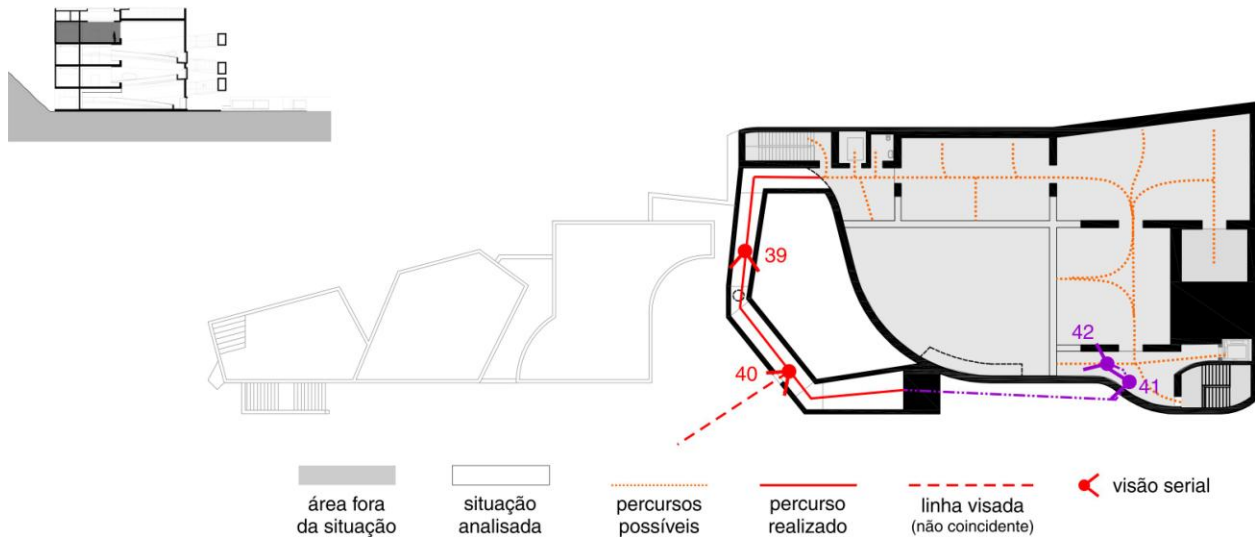 39
42
40
41
área fora
da situação
situação
analisada
percursos
possíveis
percurso
realizado
linha visada
(não coincidente)
visão serial